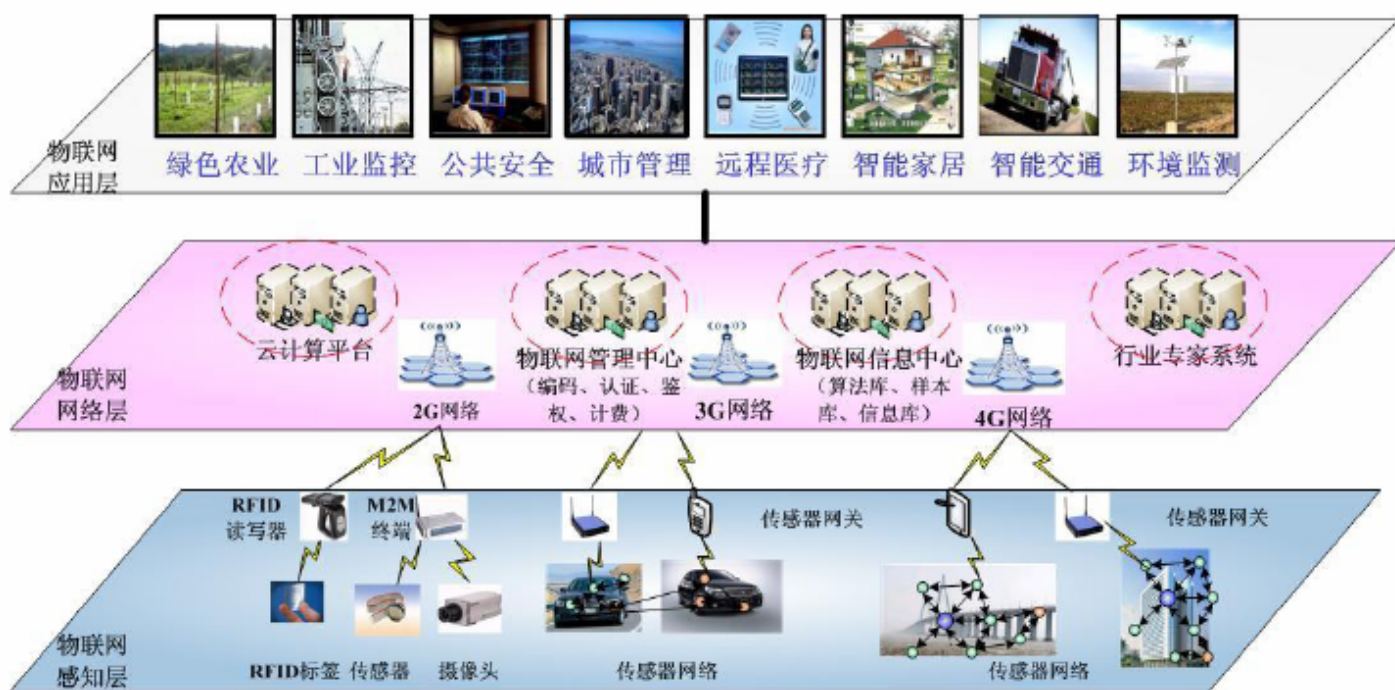 绿色农业 工业监控 公共安全 城市管理 远程医疗 智能家居 智能交通 环境监测
物联网
应用层
云计算平台
物联网管理中心
（编码、认证、鉴
权、计费）
物联网信息中心
（算法库、样本
库、信息库）
行业专家系统
2G网络
3G网络
4G网络
物联网
网络层
RFID
读写器
M2M
终端
传感器网关
传感器网关
RFID标签
传感器
摄像头
传感器网络
传感器网络
物联网
感知层